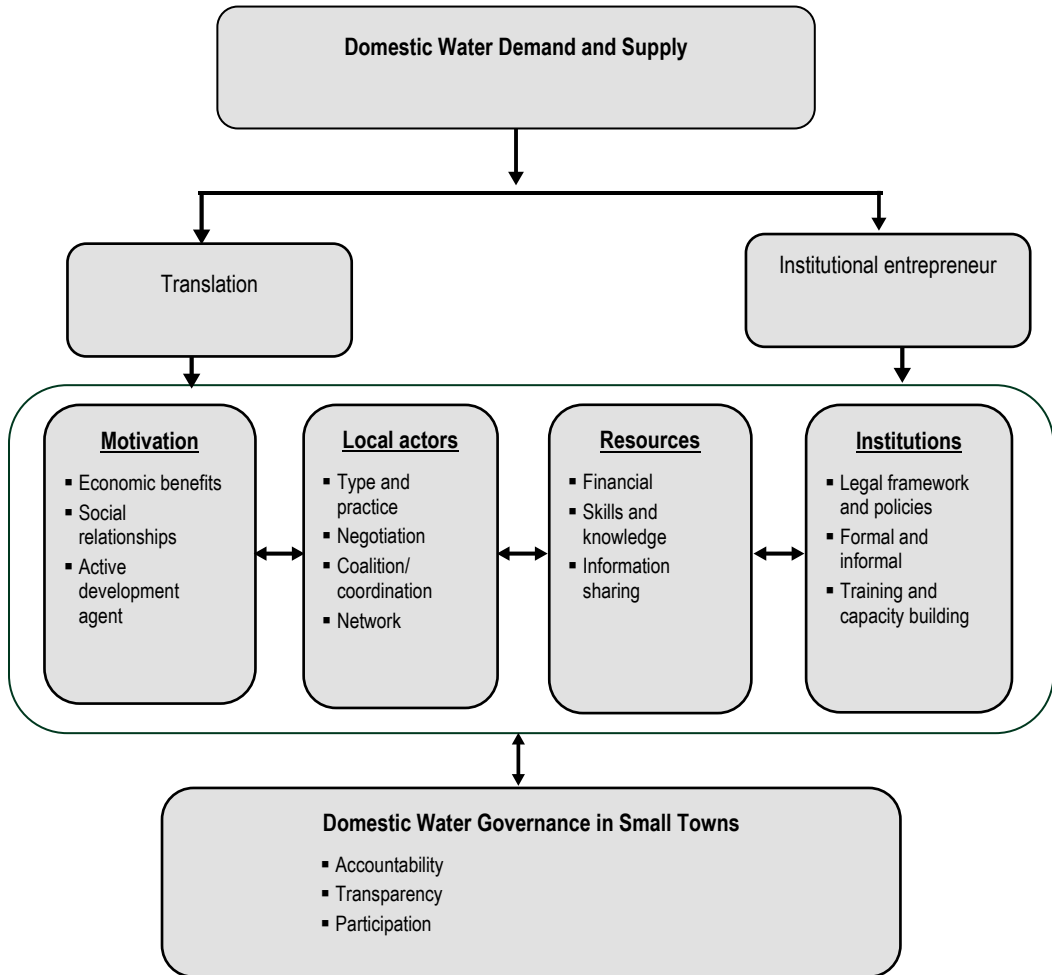 Domestic Water Demand and Supply
Translation
Institutional entrepreneur
Motivation
▪ Economic benefits
▪ Social
relationships
▪ Active
development
agent
Local actors
▪ Type and
practice
▪ Negotiation
▪ Coalition/
coordination
▪ Network
Resources
▪ Financial
▪ Skills and
knowledge
▪ Information
sharing
Institutions
▪ Legal framework
and policies
▪ Formal and
informal
▪ Training and
capacity building
Domestic Water Governance in Small Towns
▪ Accountability
▪ Transparency
▪ Participation